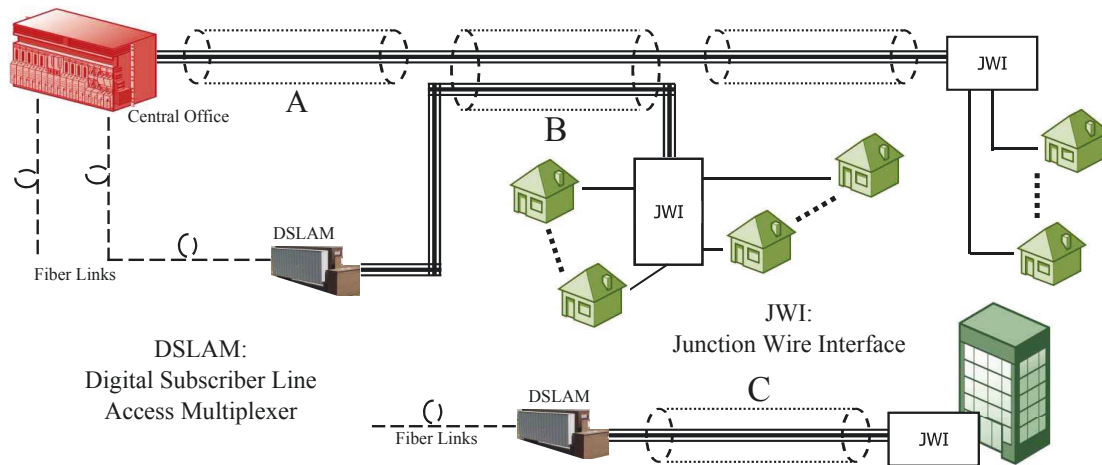 JWI
A
Central Office
B
JWI
DSLAM
Fiber Links
JWI:
Junction Wire Interface
DSLAM:
Digital Subscriber Line
Access Multiplexer
C
DSLAM
Fiber Links
JWI